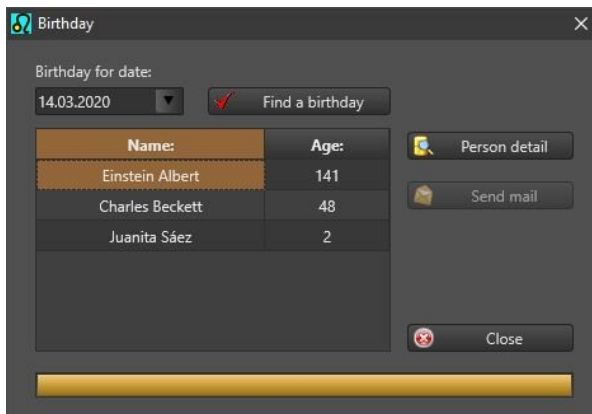 Birthday
Birthday for date:
14.03.2020 Find a birthday
Name: Age:
Einstein Albert 141
Charles Beckett 48
Juanita Sáez 2
Person detail
Send mail
Close